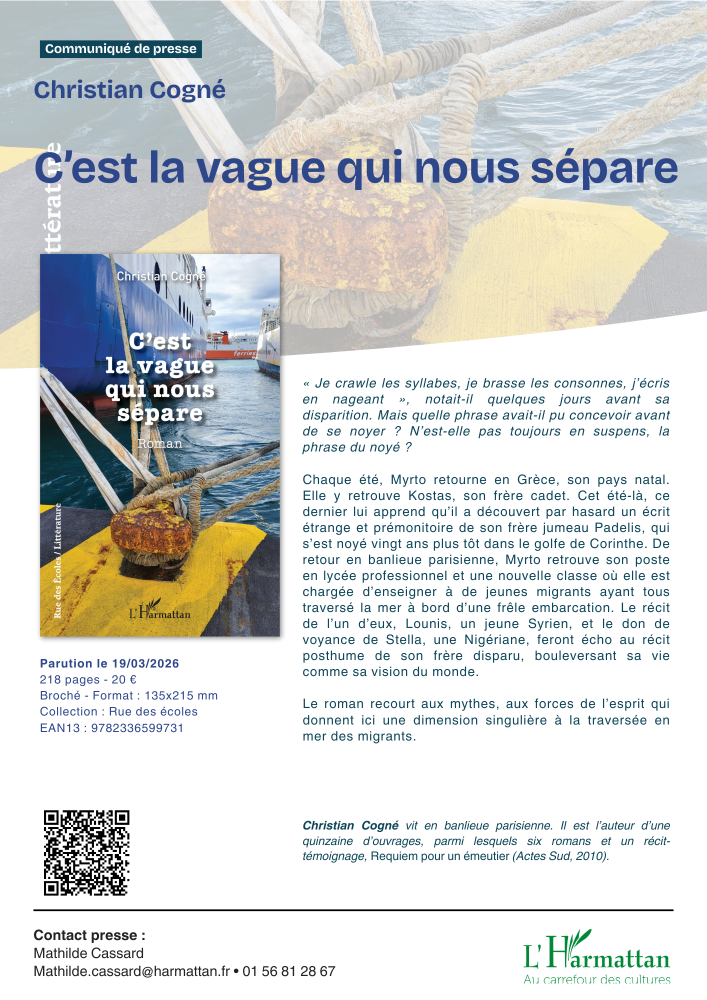 Communiqué de presse
Christian Cogné
C’est la vague qui nous sépare
Christian Cogné
C’est
la vague
qui nous
sépare
Roman
ferries
Rue des Écoles / Littérature
L'Harmattan
Parution le 19/03/2026
218 pages - 20 €
Broché - Format : 135x215 mm
Collection : Rue des écoles
EAN13 : 9782336599731
« Je crawle les syllabes, je brasse les consonnes, j’écris
en nageant », notait-il quelques jours avant sa
disparition. Mais quelle phrase avait-il pu concevoir avant
de se noyer ? N’est-elle pas toujours en suspens, la
phrase du noyé ?
Chaque été, Myrto retourne en Grèce, son pays natal.
Elle y retrouve Kostas, son frère cadet. Cet été-là, ce
dernier lui apprend qu’il a découvert par hasard un écrit
étrange et prémonitoire de son frère jumeau Padelis, qui
s’est noyé vingt ans plus tôt dans le golfe de Corinthe. De
retour en banlieue parisienne, Myrto retrouve son poste
en lycée professionnel et une nouvelle classe où elle est
chargée d’enseigner à de jeunes migrants ayant tous
traversé la mer à bord d’une frêle embarcation. Le récit
de l’un d’eux, Lounis, un jeune Syrien, et le don de
voyance de Stella, une Nigériane, feront écho au récit
posthume de son frère disparu, bouleversant sa vie
comme sa vision du monde.
Le roman recourt aux mythes, aux forces de l’esprit qui
donnent ici une dimension singulière à la traversée en
mer des migrants.
Christian Cogné vit en banlieue parisienne. Il est l’auteur d’une
quinzaine d’ouvrages, parmi lesquels six romans et un récit-
témoignage, Requiem pour un émeutier (Actes Sud, 2010).
Contact presse :
Mathilde Cassard
Mathilde.cassard@harmattan.fr • 01 56 81 28 67
L'Harmattan
Au carrefour des cultures